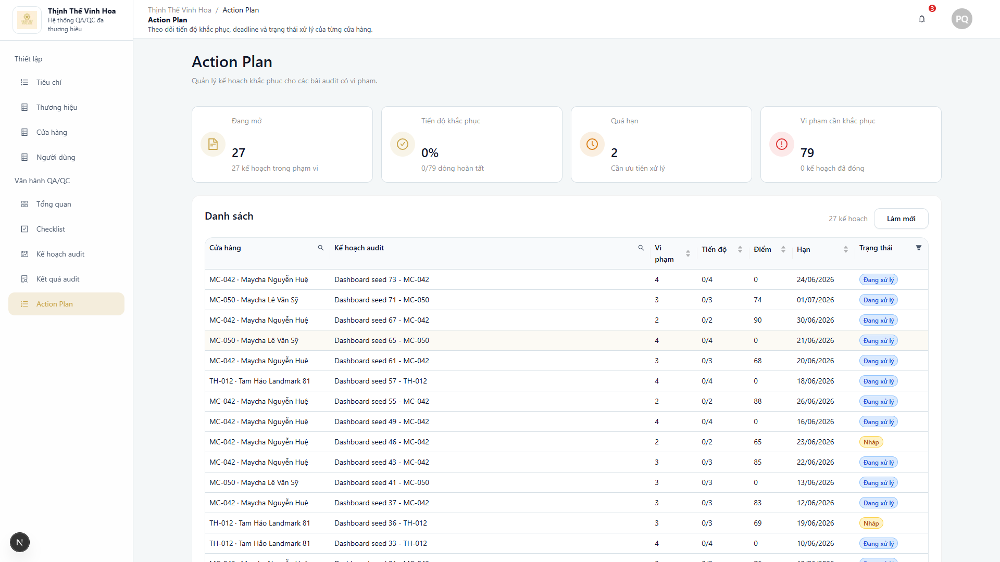 Thịnh Thế Vinh Hoa
Hệ thống QA/QC đa
thương hiệu
Thiết lập
Tiêu chí
Thương hiệu
Cửa hàng
Người dùng
Vận hành QA/QC
Tổng quan
Checklist
Kế hoạch audit
Kết quả audit
Action Plan
N
Thịnh Thế Vinh Hoa / Action Plan
Action Plan
Theo dõi tiến độ khắc phục, deadline và trạng thái xử lý của từng cửa hàng.
3
PQ
Action Plan
Quản lý kế hoạch khắc phục cho các bài audit có vi phạm.
Đang mở
27
27 kế hoạch trong phạm vi
Tiến độ khắc phục
0%
0/79 dòng hoàn tất
Quá hạn
2
Cần ưu tiên xử lý
Vi phạm cần khắc phục
79
0 kế hoạch đã đóng
Danh sách
27 kế hoạch
Làm mới
Cửa hàng Kế hoạch audit Vi phạm Tiến độ Điểm Hạn Trạng thái
MC-042 · Maycha Nguyễn Huệ Dashboard seed 73 - MC-042 4 0/4 0 24/06/2026 Đang xử lý
MC-050 · Maycha Lê Văn Sỹ Dashboard seed 71 - MC-050 3 0/3 74 01/07/2026 Đang xử lý
MC-042 · Maycha Nguyễn Huệ Dashboard seed 67 - MC-042 2 0/2 90 30/06/2026 Đang xử lý
MC-050 · Maycha Lê Văn Sỹ Dashboard seed 65 - MC-050 4 0/4 0 21/06/2026 Đang xử lý
MC-042 · Maycha Nguyễn Huệ Dashboard seed 61 - MC-042 3 0/3 68 20/06/2026 Đang xử lý
TH-012 · Tam Hảo Landmark 81 Dashboard seed 57 - TH-012 4 0/4 0 18/06/2026 Đang xử lý
MC-042 · Maycha Nguyễn Huệ Dashboard seed 55 - MC-042 2 0/2 88 26/06/2026 Đang xử lý
MC-042 · Maycha Nguyễn Huệ Dashboard seed 49 - MC-042 4 0/4 0 16/06/2026 Đang xử lý
MC-042 · Maycha Nguyễn Huệ Dashboard seed 46 - MC-042 2 0/2 65 23/06/2026 Nháp
MC-042 · Maycha Nguyễn Huệ Dashboard seed 43 - MC-042 3 0/3 85 22/06/2026 Đang xử lý
MC-050 · Maycha Lê Văn Sỹ Dashboard seed 41 - MC-050 3 0/3 0 13/06/2026 Đang xử lý
MC-042 · Maycha Nguyễn Huệ Dashboard seed 37 - MC-042 3 0/3 83 12/06/2026 Đang xử lý
TH-012 · Tam Hảo Landmark 81 Dashboard seed 36 - TH-012 3 0/3 69 19/06/2026 Nháp
TH-012 · Tam Hảo Landmark 81 Dashboard seed 33 - TH-012 4 0/4 0 10/06/2026 Đang xử lý